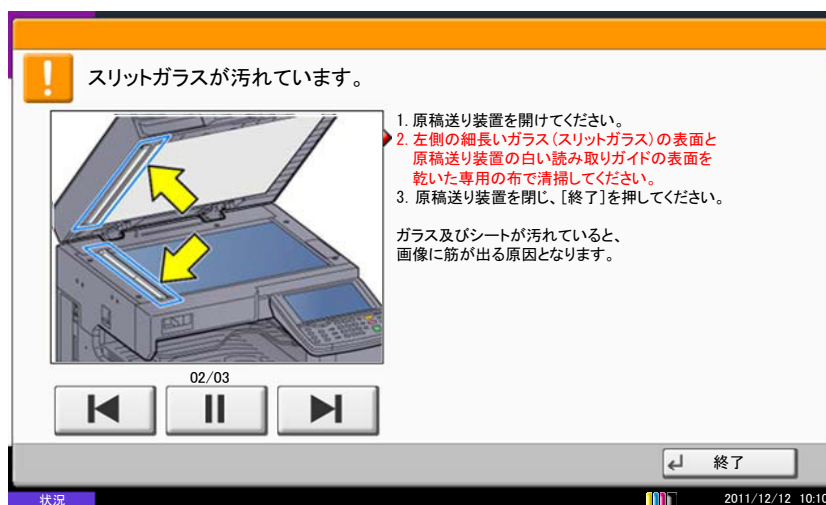 スリットガラスが汚れています。
1. 原稿送り装置を開けてください。
2. 左側の細長いガラス（スリットガラス）の表面と
原稿送り装置の白い読み取りガイドの表面を
乾いた専用の布で清掃してください。
3. 原稿送り装置を閉じ、［終了］を押してください。
ガラス及びシートが汚れていると、
画像に筋が出る原因となります。
02/03
終了
状況
2011/12/12 10:10